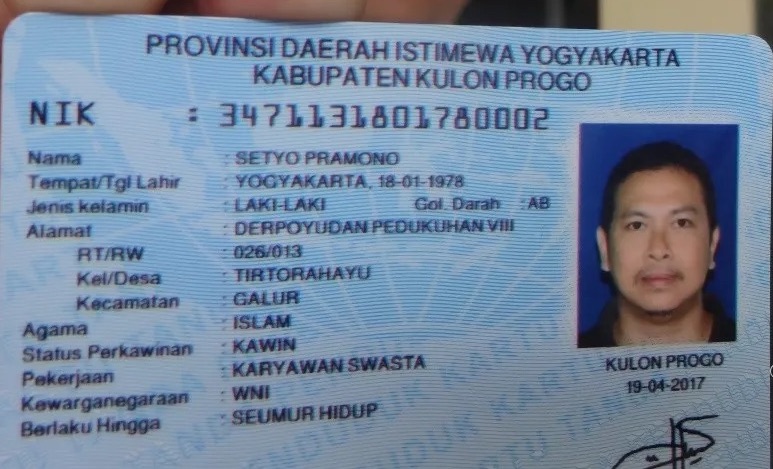 PROVINSI DAERAH ISTIMEWA YOGYAKARTA
KABUPATEN KULON PROGO
NIK : 3471131801780002
Nama : SETYO PRAMONO
Tempat/Tgl Lahir : YOGYAKARTA, 18-01-1978
Jenis kelamin : LAKI-LAKI Gol. Darah : AB
Alamat : DERPOYUDAN PEDUKUHAN VIII
RT/RW : 026/013
Kel/Desa : TIRTORAHAYU
Kecamatan : GALUR
Agama : ISLAM
Status Perkawinan : KAWIN
Pekerjaan : KARYAWAN SWASTA
Kewarganegaraan : WNI
Berlaku Hingga : SEUMUR HIDUP
KULON PROGO
19-04-2017